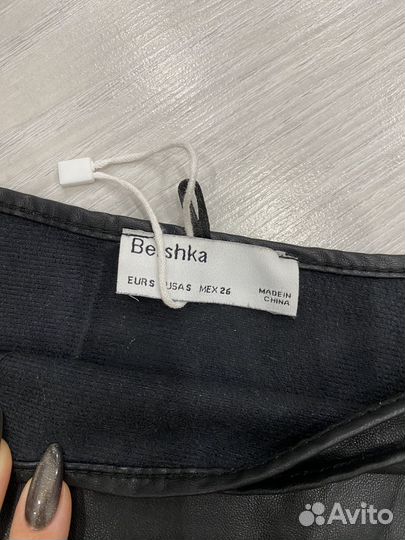 Bershka
EUR S USA S MEX 26
MADE IN
CHINA
Avito